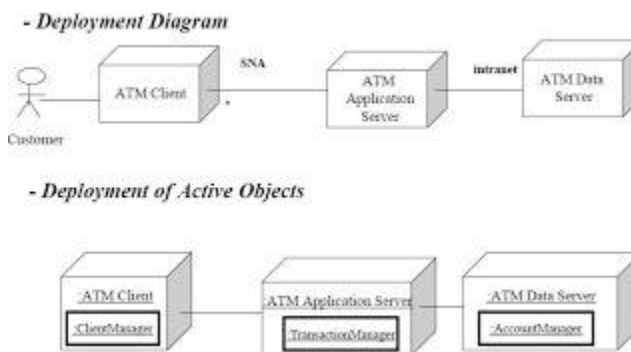 - Deployment Diagram
SNA
intranet
ATM Client
*
ATM
Application
Server
ATM Data
Server
Customer
- Deployment of Active Objects
:ATM Client
:ClientManager
:ATM Application Server
:TransactionManager
:ATM Data Server
:AccountManager